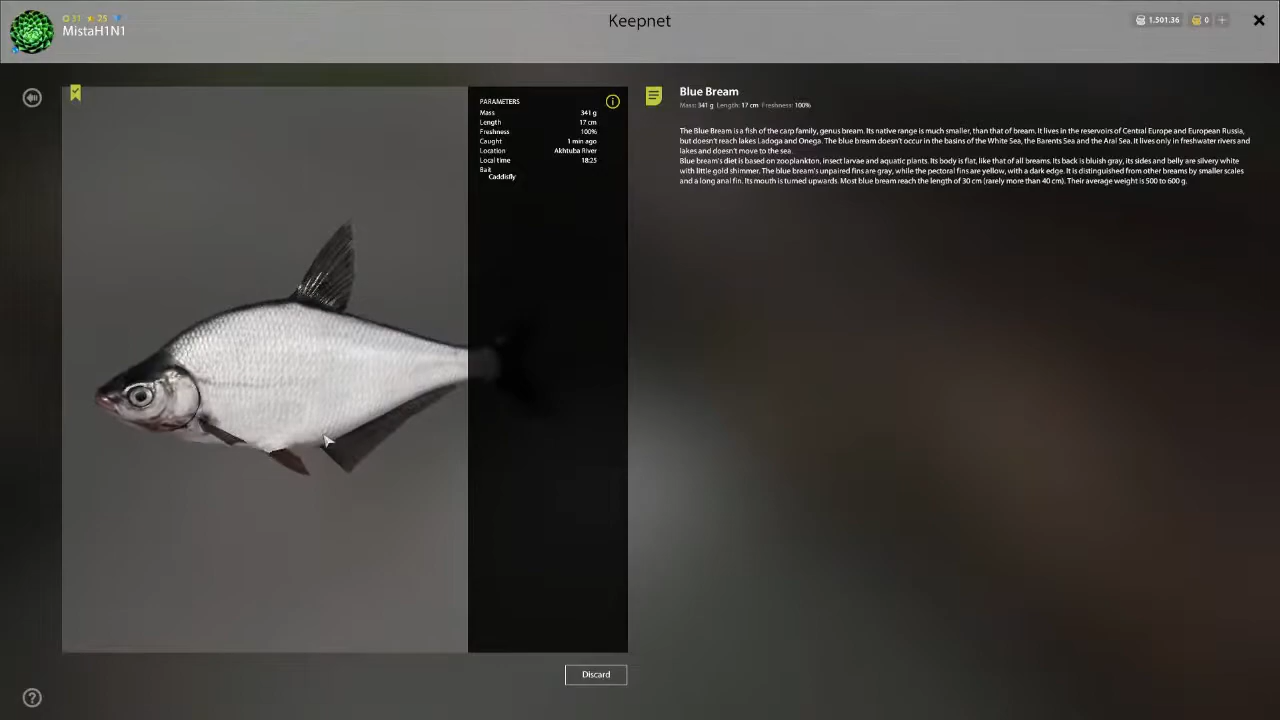 31 25
MistaH1N1
Keepnet
1,501.36 0 +
PARAMETERS
Mass 341 g
Length 17 cm
Freshness 100%
Caught 1 min ago
Location Akhtuba River
Local time 18:25
Bait
Caddisfly
Blue Bream
Mass: 341 g Length: 17 cm Freshness: 100%
The Blue Bream is a fish of the carp family, genus bream. Its native range is much smaller, than that of bream. It lives in the reservoirs of Central Europe and European Russia,
but doesn't reach lakes Ladoga and Onega. The blue bream doesn't occur in the basins of the White Sea, the Barents Sea and the Aral Sea. It lives only in freshwater rivers and
lakes and doesn't move to the sea.
Blue bream's diet is based on zooplankton, insect larvae and aquatic plants. Its body is flat, like that of all breams. Its back is bluish gray, its sides and belly are silvery white
with little gold shimmer. The blue bream's unpaired fins are gray, while the pectoral fins are yellow, with a dark edge. It is distinguished from other breams by smaller scales
and a long anal fin. Its mouth is turned upwards. Most blue bream reach the length of 30 cm (rarely more than 40 cm). Their average weight is 500 to 600 g.
Discard
?